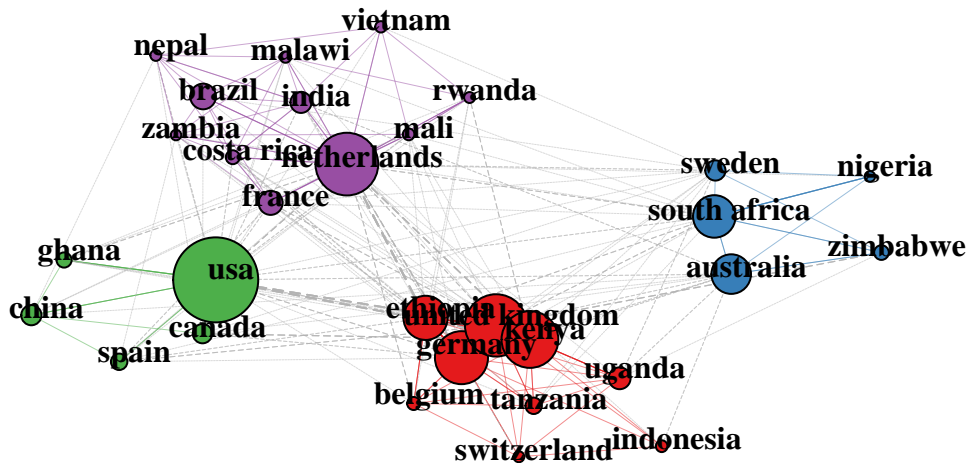 vietnam
nepal
malawi
brazil
india
rwanda
zambia
mali
costa rica
netherlands
sweden
nigeria
france
south africa
ghana
zimbabwe
usa
australia
china
ethiopia
united kingdom
canada
kenya
germany
spain
uganda
belgium
tanzania
switzerland
indonesia